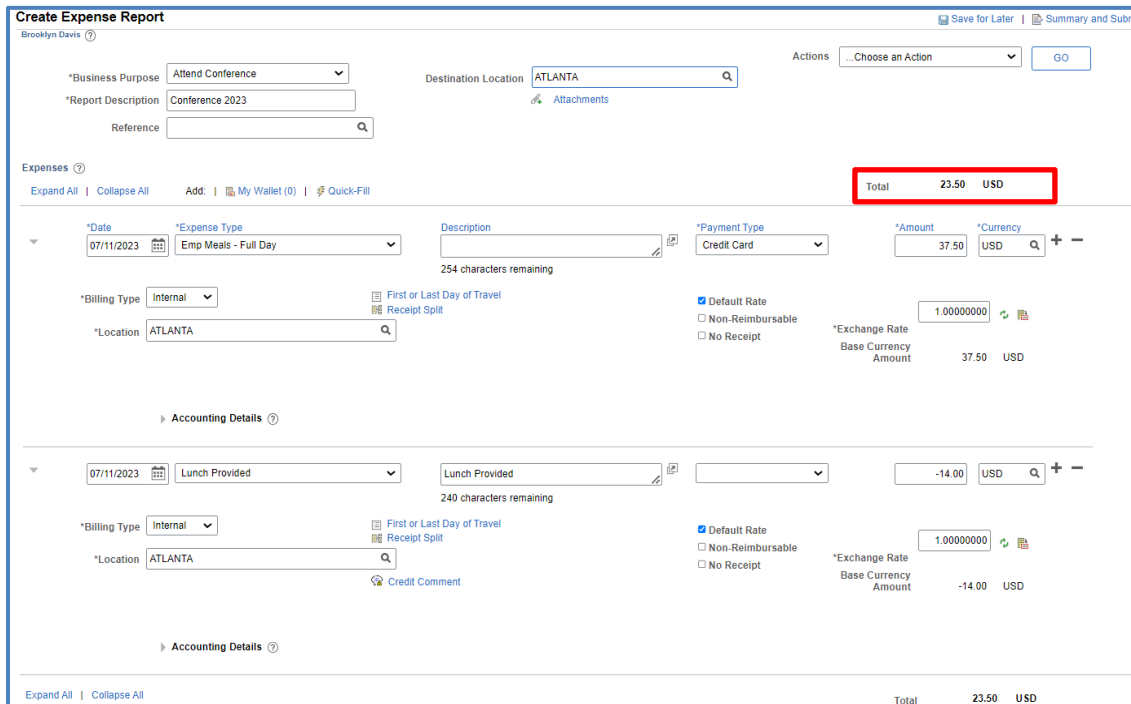 Create Expense Report
Save for Later | Summary and Subm
Brooklyn Davis ?
Actions ...Choose an Action GO
*Business Purpose Attend Conference Destination Location ATLANTA
*Report Description Conference 2023 Attachments
Reference
Expenses ?
Expand All | Collapse All Add: | My Wallet (0) | Quick-Fill Total 23.50 USD
*Date *Expense Type Description *Payment Type *Amount *Currency
07/11/2023 Emp Meals - Full Day Credit Card 37.50 USD + −
254 characters remaining
*Billing Type Internal First or Last Day of Travel Default Rate 1.00000000
Receipt Split Non-Reimbursable
*Location ATLANTA No Receipt *Exchange Rate
Base Currency
Amount 37.50 USD
Accounting Details ?
07/11/2023 Lunch Provided Lunch Provided -14.00 USD + −
240 characters remaining
*Billing Type Internal First or Last Day of Travel Default Rate 1.00000000
Receipt Split Non-Reimbursable
*Location ATLANTA No Receipt *Exchange Rate
Credit Comment Base Currency
Amount -14.00 USD
Accounting Details ?
Expand All | Collapse All Total 23.50 USD